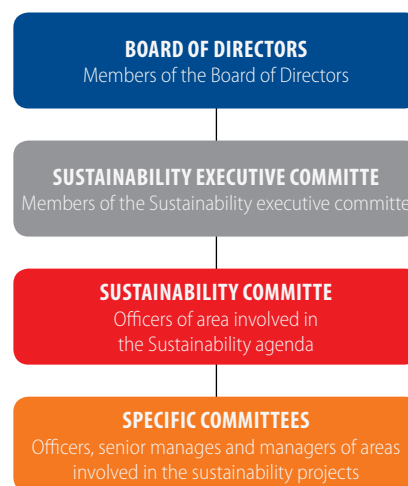 BOARD OF DIRECTORS
Members of the Board of Directors
SUSTAINABILITY EXECUTIVE COMMITTE
Members of the Sustainability executive committe
SUSTAINABILITY COMMITTE
Officers of area involved in
the Sustainability agenda
SPECIFIC COMMITTEES
Officers, senior manages and managers of areas
involved in the sustainability projects